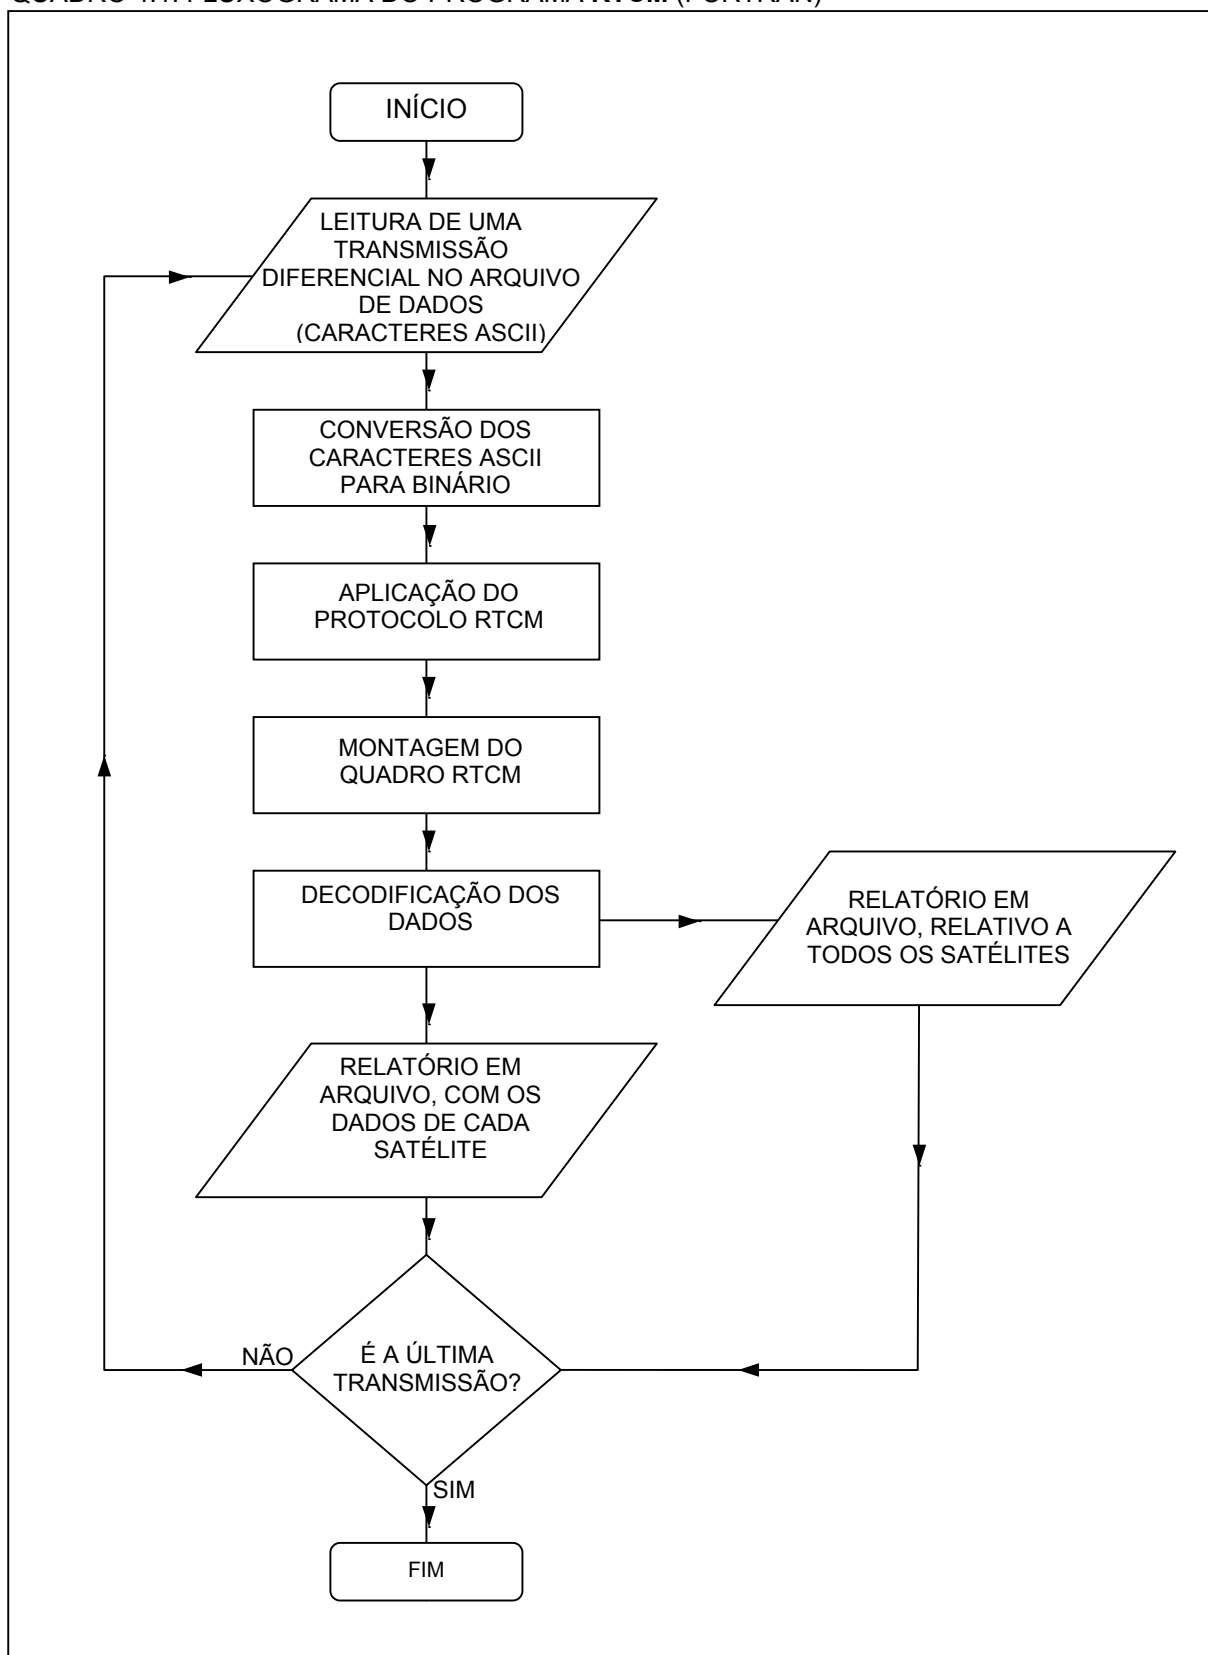 INÍCIO
LEITURA DE UMA
TRANSMISSÃO
DIFERENCIAL NO ARQUIVO
DE DADOS
(CARACTERES ASCII)
CONVERSÃO DOS
CARACTERES ASCII
PARA BINÁRIO
APLICAÇÃO DO
PROTOCOLO RTCM
MONTAGEM DO
QUADRO RTCM
DECODIFICAÇÃO DOS
DADOS
RELATÓRIO EM
ARQUIVO, RELATIVO A
TODOS OS SATÉLITES
RELATÓRIO EM
ARQUIVO, COM OS
DADOS DE CADA
SATÉLITE
NÃO
É A ÚLTIMA
TRANSMISSÃO?
SIM
FIM